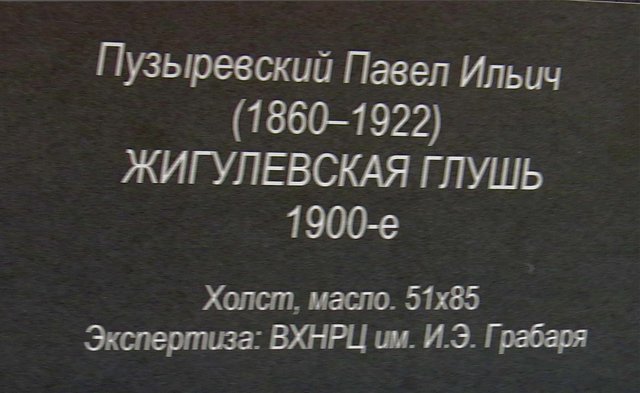 Пузыревский Павел Ильич
(1860–1922)
ЖИГУЛЕВСКАЯ ГЛУШЬ
1900-е
Холст, масло. 51х85
Экспертиза: ВХНРЦ им. И.Э. Грабаря